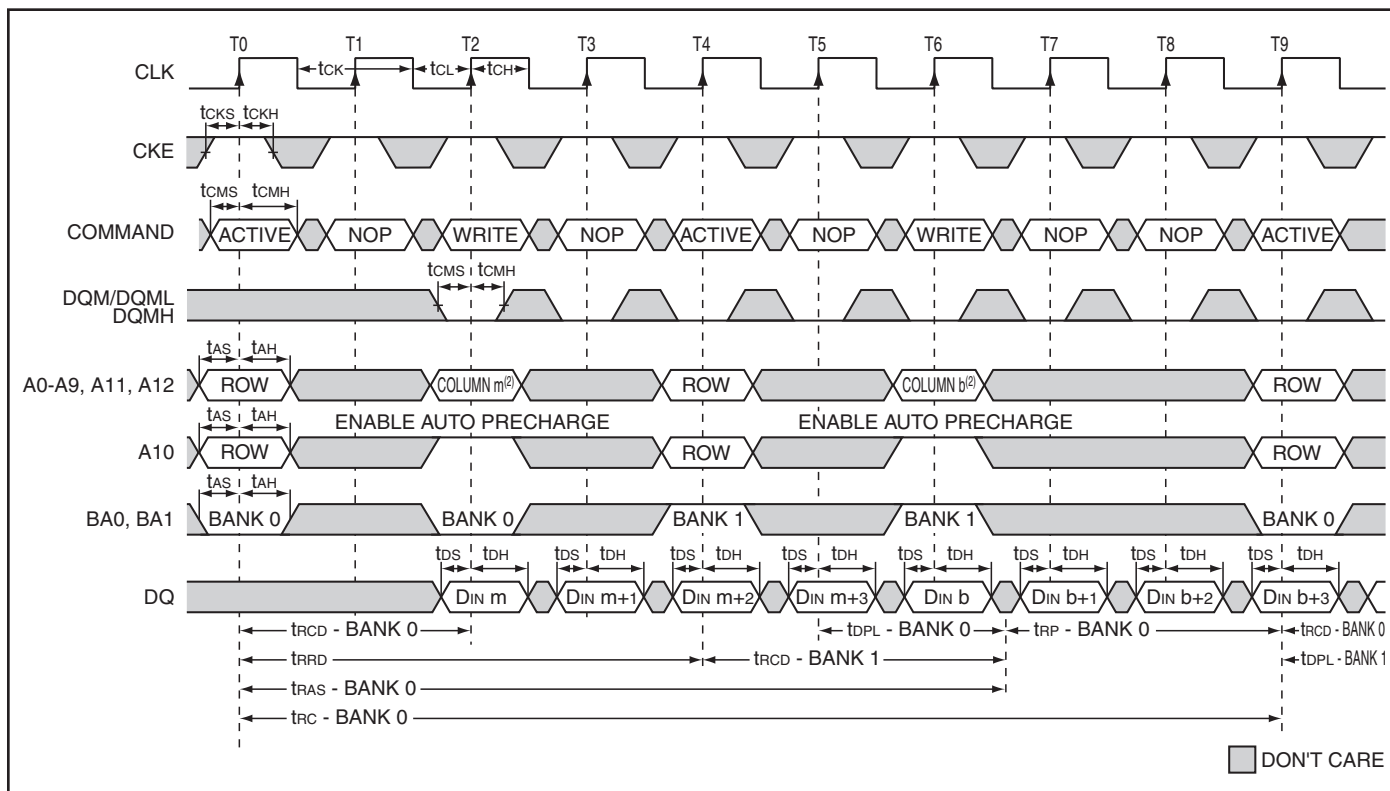 T0 T1 T2 T3 T4 T5 T6 T7 T8 T9
CLK tCK tCL tCH
tCKS tCKH
CKE
tCMS tCMH
COMMAND ACTIVE NOP WRITE NOP ACTIVE NOP WRITE NOP NOP ACTIVE
tCMS tCMH
DQM/DQML
DQMH
tAS tAH
A0-A9, A11, A12 ROW COLUMN m(2) ROW COLUMN b(2) ROW
tAS tAH ENABLE AUTO PRECHARGE ENABLE AUTO PRECHARGE
A10 ROW ROW ROW
tAS tAH
BA0, BA1 BANK 0 BANK 0 BANK 1 BANK 1 BANK 0
tDS tDH tDS tDH tDS tDH tDS tDH tDS tDH tDS tDH tDS tDH tDS tDH
DQ DIN m DIN m+1 DIN m+2 DIN m+3 DIN b DIN b+1 DIN b+2 DIN b+3
tRCD - BANK 0 tDPL - BANK 0 tRP - BANK 0 tRCD - BANK 0
tRRD tRCD - BANK 1 tDPL - BANK 1
tRAS - BANK 0
tRC - BANK 0
DON'T CARE